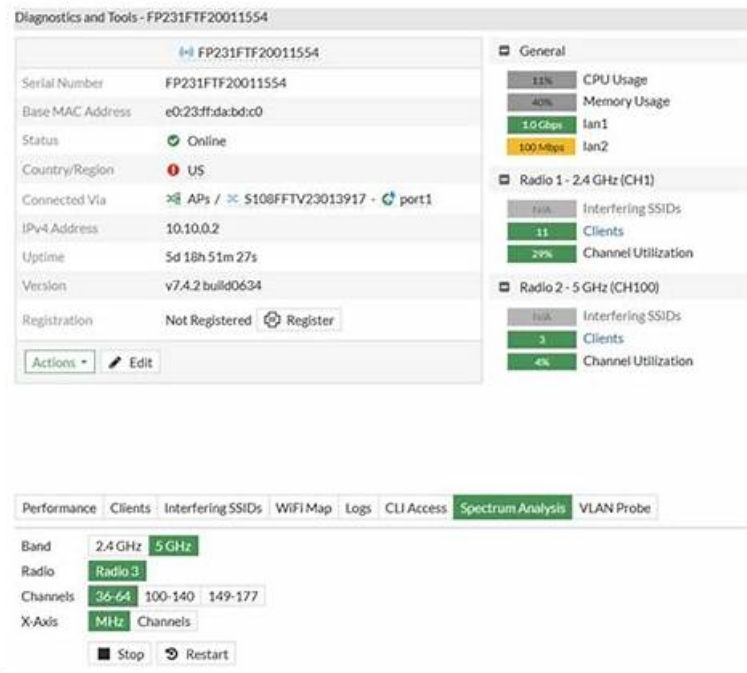 Diagnostics and Tools - FP231FTF20011554
FP231FTF20011554
Serial Number FP231FTF20011554
Base MAC Address e0:23:ff:da:bd:c0
Status Online
Country/Region US
Connected Via APs / S108FFTV23013917 - port1
IPv4 Address 10.10.0.2
Uptime 5d 18h 51m 27s
Version v7.4.2 build0634
Registration Not Registered Register
Actions Edit
General
11% CPU Usage
40% Memory Usage
1.0 Gbps lan1
100 Mbps lan2
Radio 1 - 2.4 GHz (CH1)
N/A Interfering SSIDs
11 Clients
29% Channel Utilization
Radio 2 - 5 GHz (CH100)
N/A Interfering SSIDs
3 Clients
4% Channel Utilization
Performance Clients Interfering SSIDs WiFi Map Logs CLI Access Spectrum Analysis VLAN Probe
Band 2.4 GHz 5 GHz
Radio Radio 3
Channels 36-64 100-140 149-177
X-Axis MHz Channels
Stop Restart